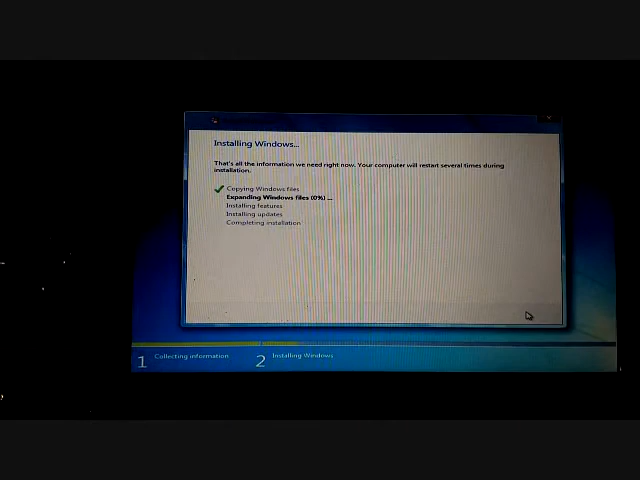 Installing Windows...
That's all the information we need right now. Your computer will restart several times during
installation.
Copying Windows files
Expanding Windows files (0%) ...
Installing features
Installing updates
Completing installation
1 Collecting information
2 Installing Windows